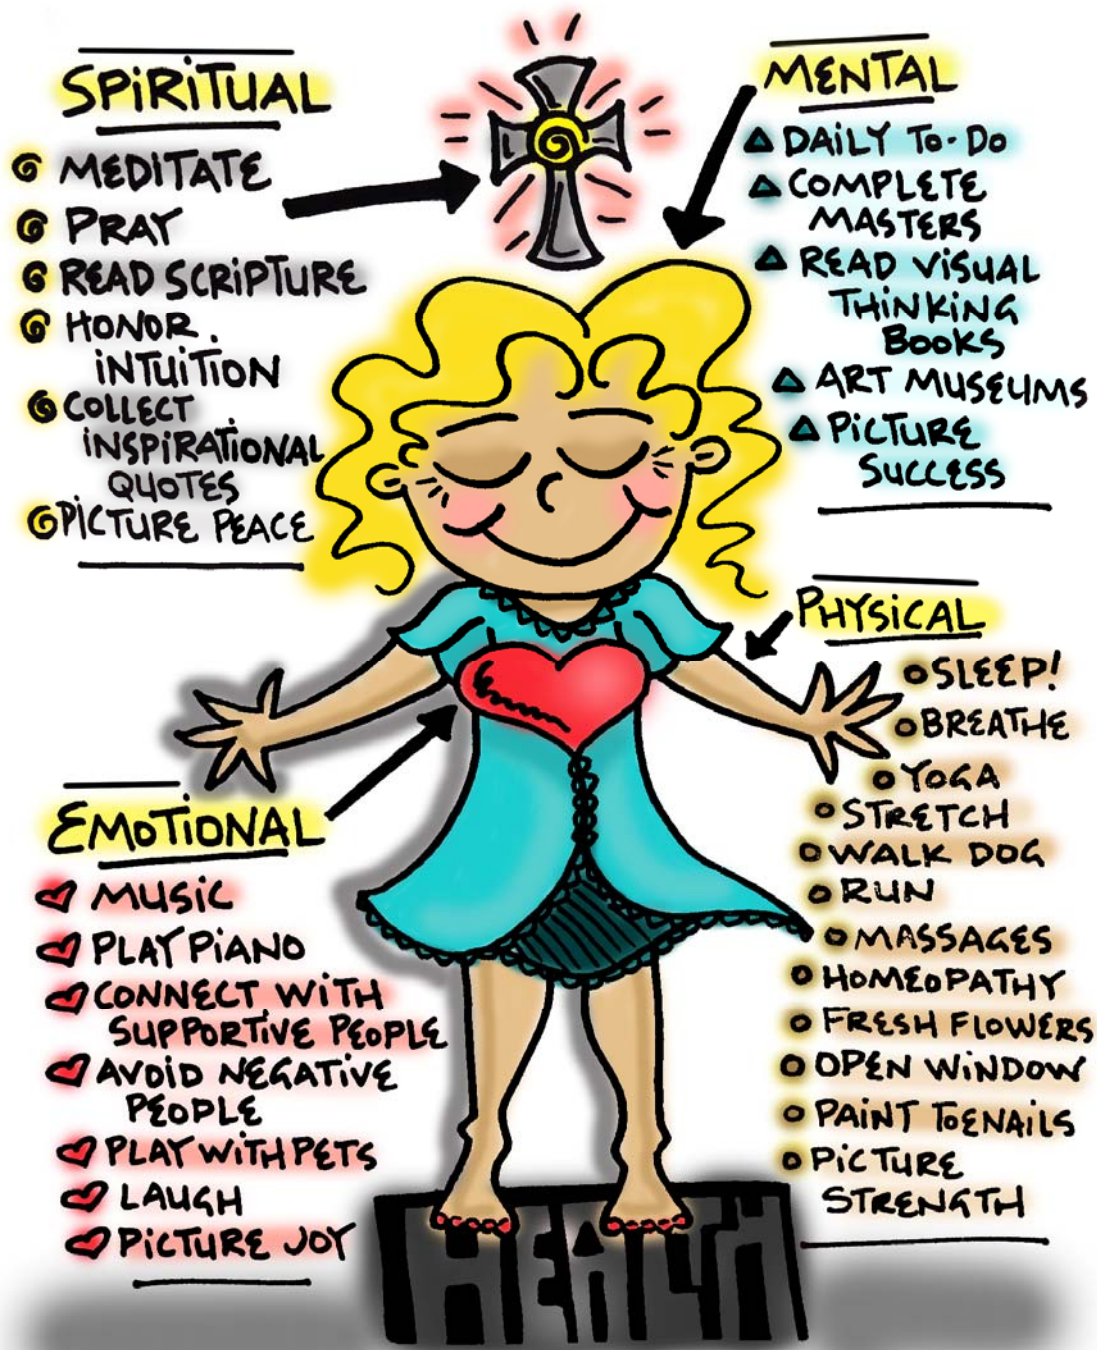 SPiRiTUAL
MEDITATE
PRAY
READ SCRiPTURE
HONOR
iNTUiTiON
COLLECT
iNSPiRATiONAL
QUOTES
PiCTURE PEACE
MENTAL
DAiLY To-Do
COMPLETE
MASTERS
READ ViSUAL
THiNKiNG
BOOKS
ART MUSEUMS
PiCTURE
SUCCESS
PHYSiCAL
SLEEP!
BREATHE
YOGA
STRETCH
WALK DOG
RUN
MASSAGES
HOMEOPATHY
FRESH FLOWERS
OPEN WiNDOW
PAiNT ToENAiLS
PiCTURE
STRENGTH
EMoTiONAL
MUSiC
PLAY PiANO
CONNECT WiTH
SUPPORTiVE PEOPLE
AVOiD NEGATiVE
PEOPLE
PLAY WiTH PETS
LAUGH
PiCTURE JOY
HEALTH